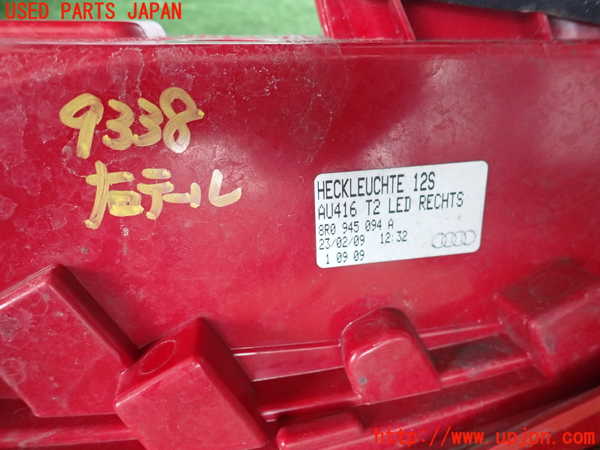 USED PARTS JAPAN
9338
右テール
HECKLEUCHTE 12S
AU416 T2 LED RECHTS
8R0 945 094 A
23/02/09 12:32
1 09 09
http://www.upjon.com/